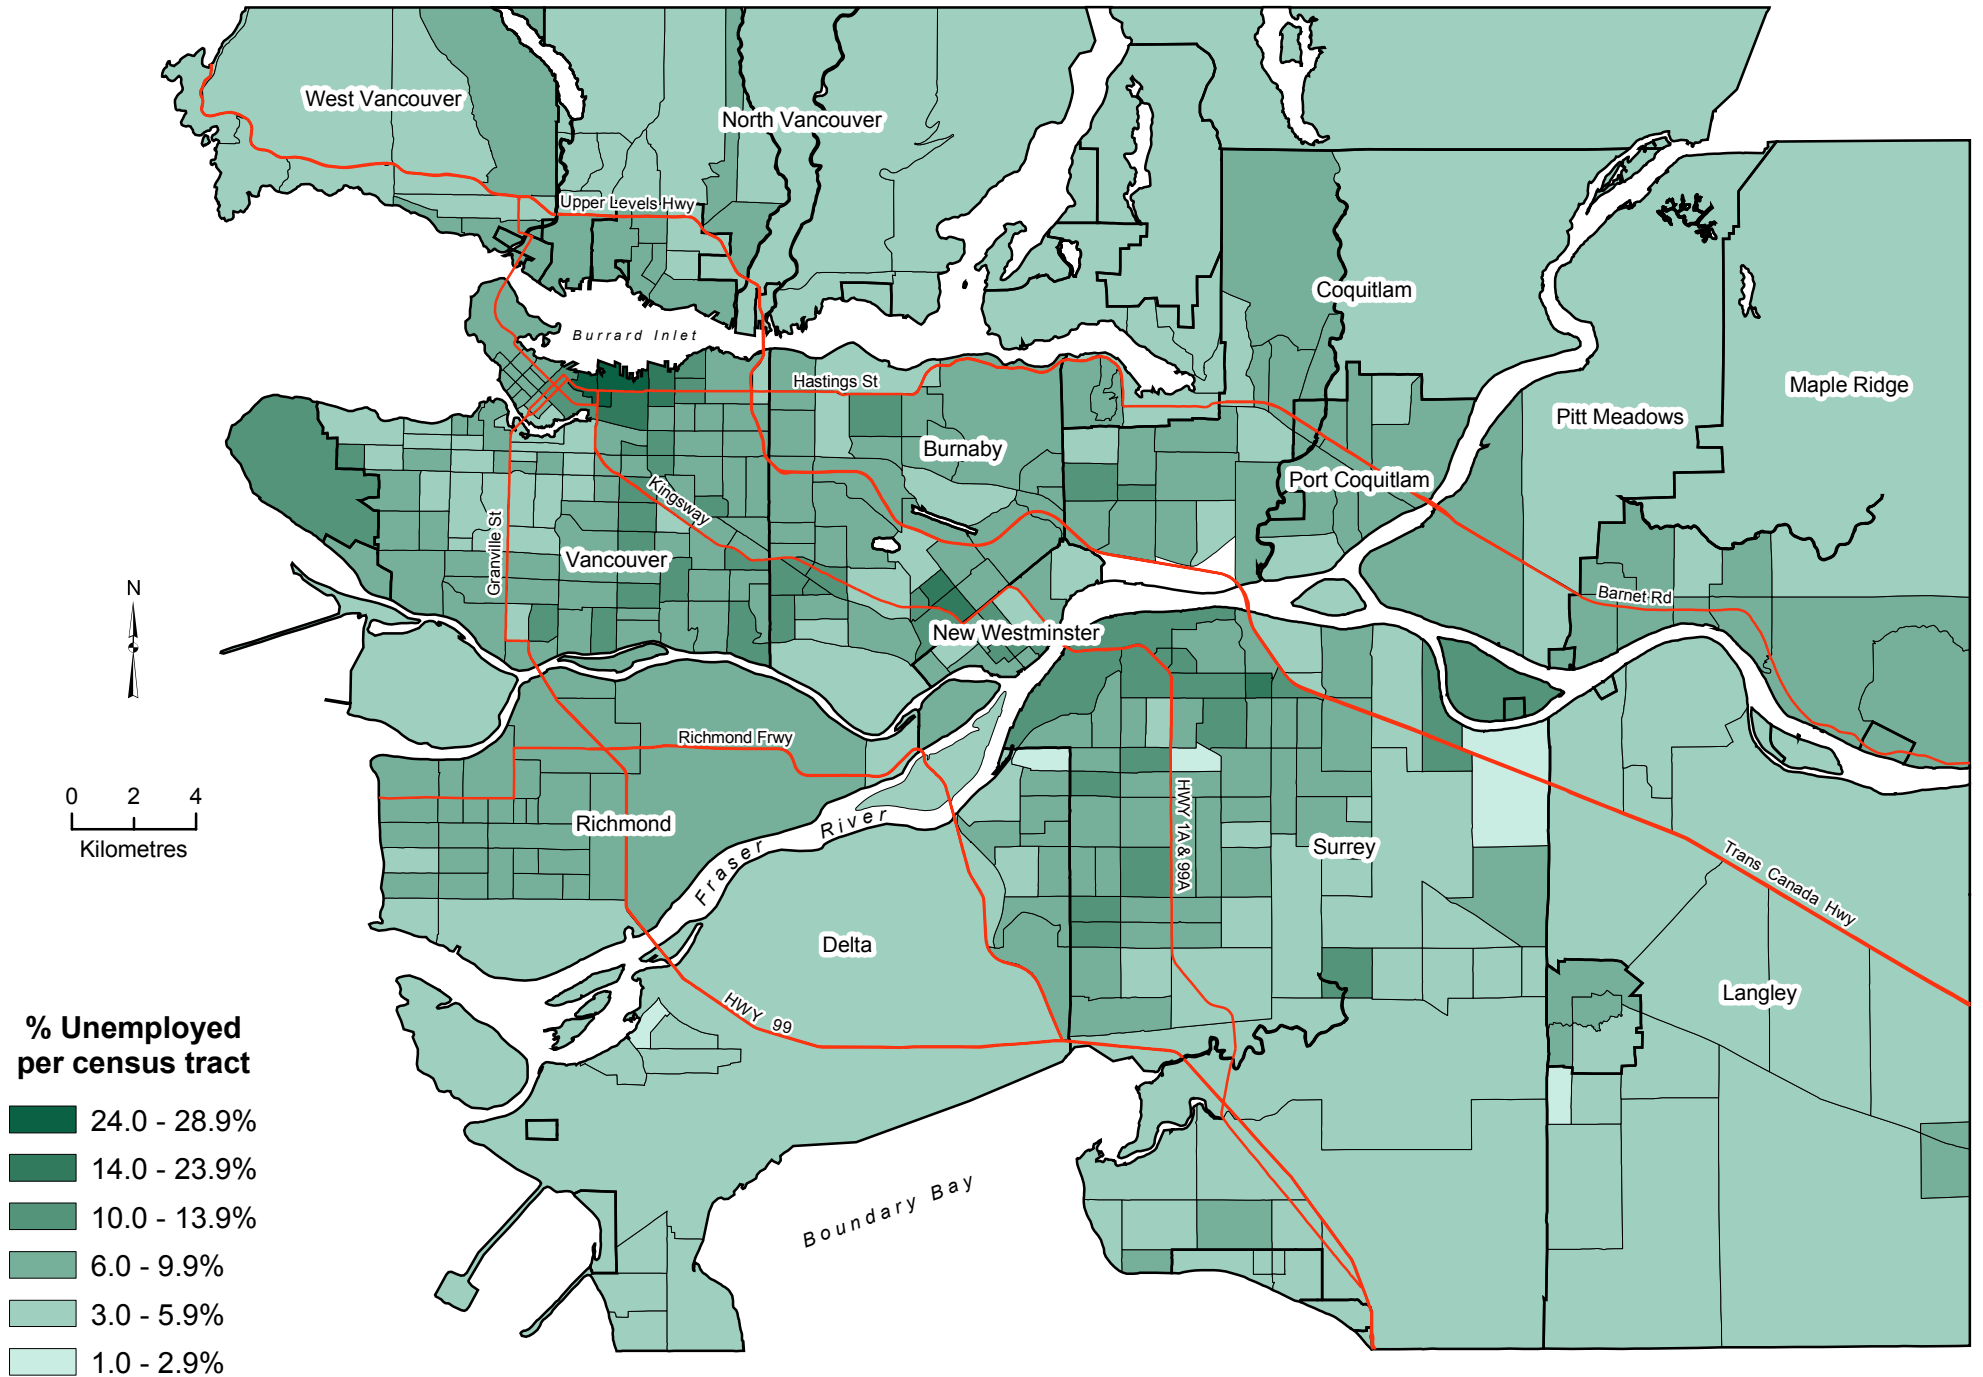 West Vancouver
North Vancouver
Upper Levels Hwy
Coquitlam
Burrard Inlet
Hastings St
Maple Ridge
Pitt Meadows
Burnaby
Port Coquitlam
Kingsway
Granville St
Vancouver
N
Barnet Rd
New Westminster
Richmond Frwy
0 2 4
Kilometres
Richmond
Fraser River
HWY 1A & 99A
Surrey
Trans Canada Hwy
Delta
Langley
HWY 99
Boundary Bay
% Unemployed
per census tract
24.0 - 28.9%
14.0 - 23.9%
10.0 - 13.9%
6.0 - 9.9%
3.0 - 5.9%
1.0 - 2.9%